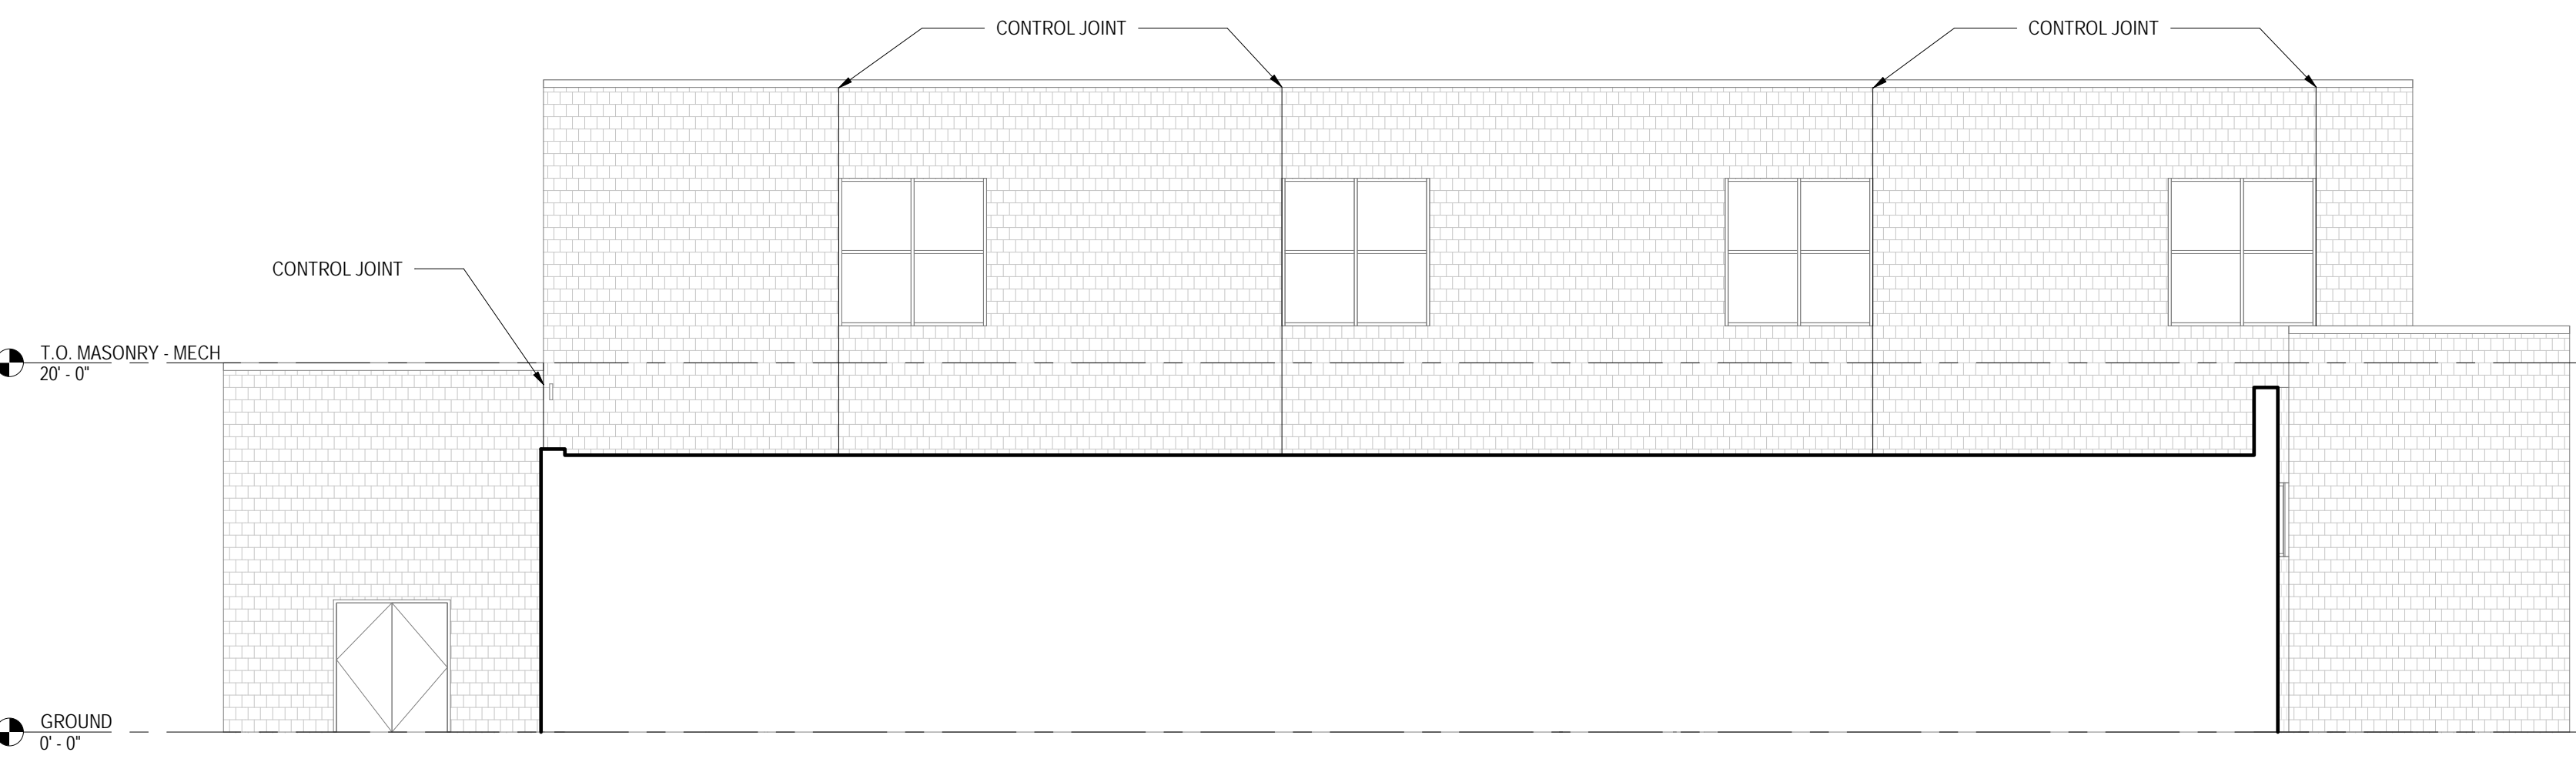 CONTROL JOINT
CONTROL JOINT
CONTROL JOINT
T.O. MASONRY - MECH
20' - 0"
GROUND
0' - 0"